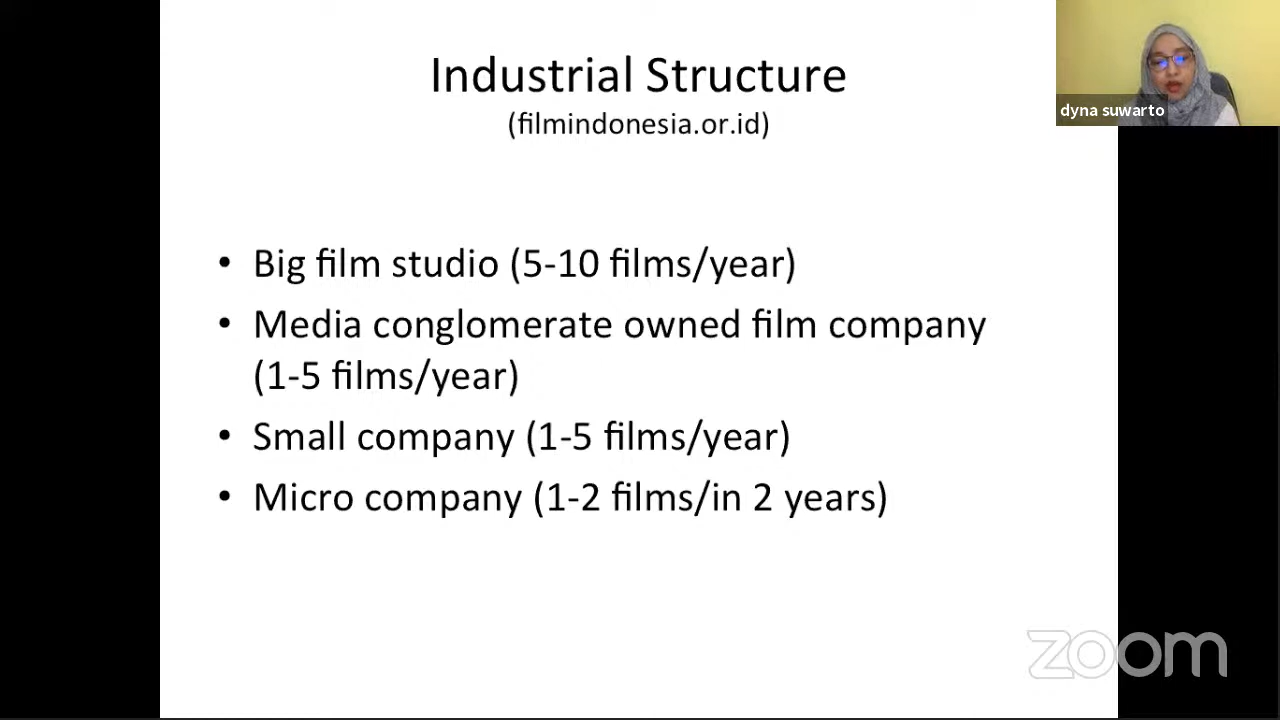 Industrial Structure
(filmindonesia.or.id)
dyna suwarto
• Big film studio (5-10 films/year)
• Media conglomerate owned film company
(1-5 films/year)
• Small company (1-5 films/year)
• Micro company (1-2 films/in 2 years)
zoom